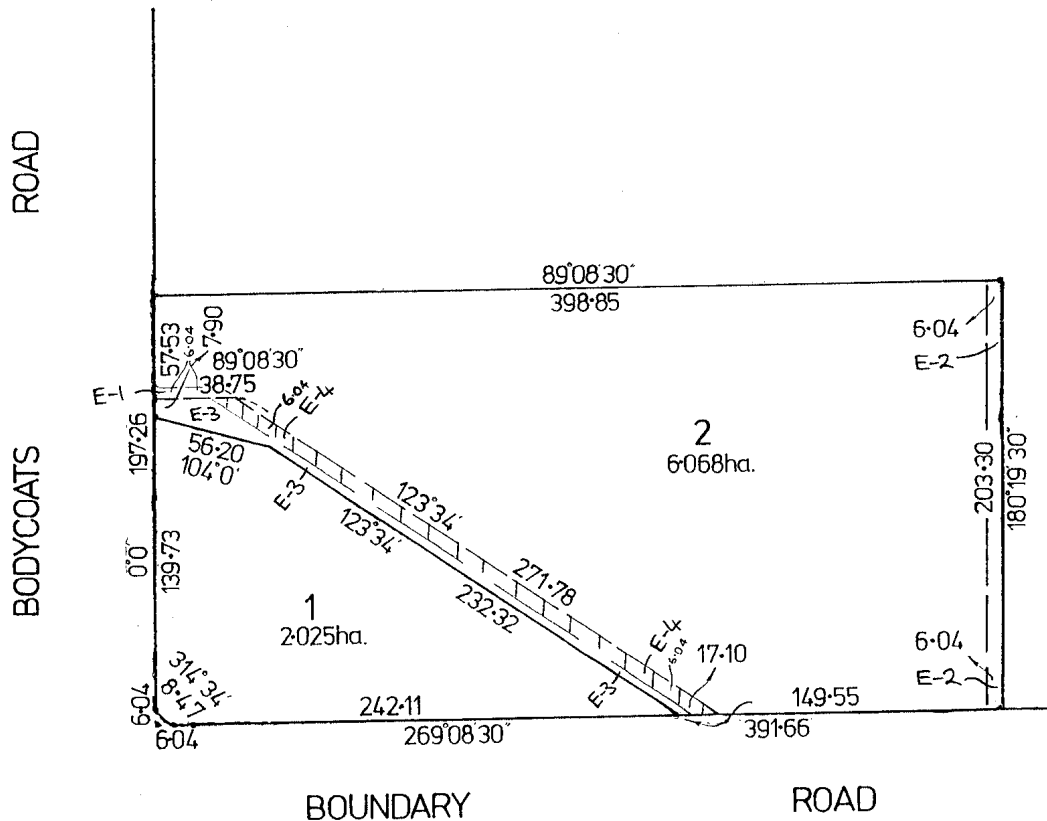 ROAD
89°08'30"
398·85
57·53
6·04
7·90
89°08'30"
38·75
E-1
E-3
6·04
E-4
6·04
E-2
2
6·068ha.
197·26
56·20
104°0'
E-3
123°34'
123°34'
271·78
232·32
203·30
180°19'30"
BODYCOATS
0°0'
139·73
1
2·025ha.
E-4
6·04
17·10
E-3
6·04
E-2
314°34'
8·47
6·04
6·04
242·11
269°08'30"
149·55
391·66
BOUNDARY
ROAD